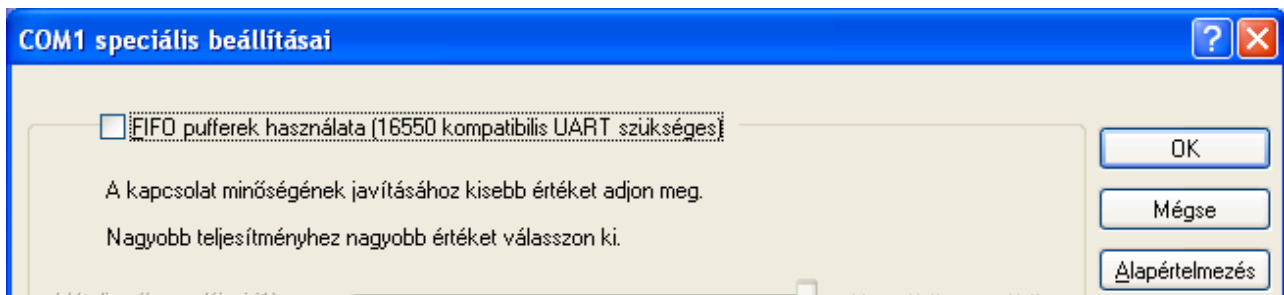 COM1 speciális beállításai
FIFO pufferek használata (16550 kompatibilis UART szükséges)
OK
A kapcsolat minőségének javításához kisebb értéket adjon meg.
Mégse
Nagyobb teljesítményhez nagyobb értéket válasszon ki.
Alapértelmezés